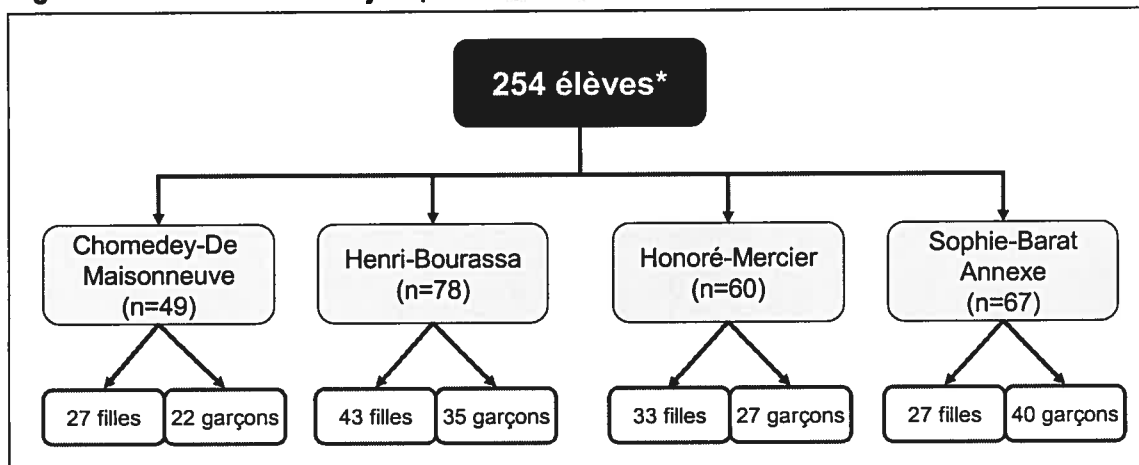 254 élèves*
Chomedey-De
Maisonneuve
(n=49)
Henri-Bourassa
(n=78)
Honoré-Mercier
(n=60)
Sophie-Barat
Annexe
(n=67)
27 filles
22 garçons
43 filles
35 garçons
33 filles
27 garçons
27 filles
40 garçons